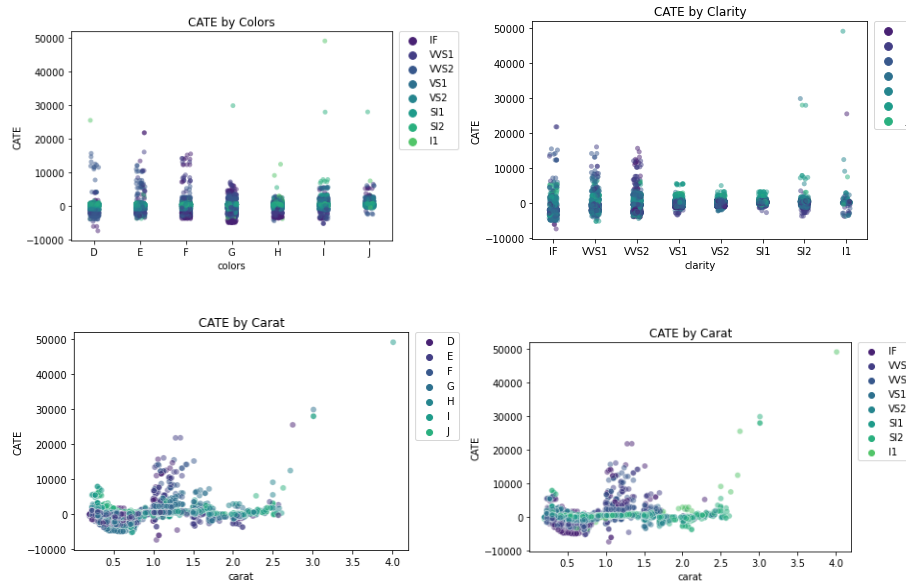 CATE by Colors
50000
40000
30000
20000
10000
0
-10000
CATE
D E F G H I J
colors
IF
VVS1
VVS2
VS1
VS2
SI1
SI2
I1
CATE by Clarity
50000
40000
30000
20000
10000
0
-10000
CATE
IF VVS1 VVS2 VS1 VS2 SI1 SI2 I1
clarity
CATE by Carat
50000
40000
30000
20000
10000
0
-10000
CATE
0.5 1.0 1.5 2.0 2.5 3.0 3.5 4.0
carat
D
E
F
G
H
I
J
CATE by Carat
50000
40000
30000
20000
10000
0
-10000
CATE
0.5 1.0 1.5 2.0 2.5 3.0 3.5 4.0
carat
IF
VVS
VVS
VS1
VS2
SI1
SI2
I1